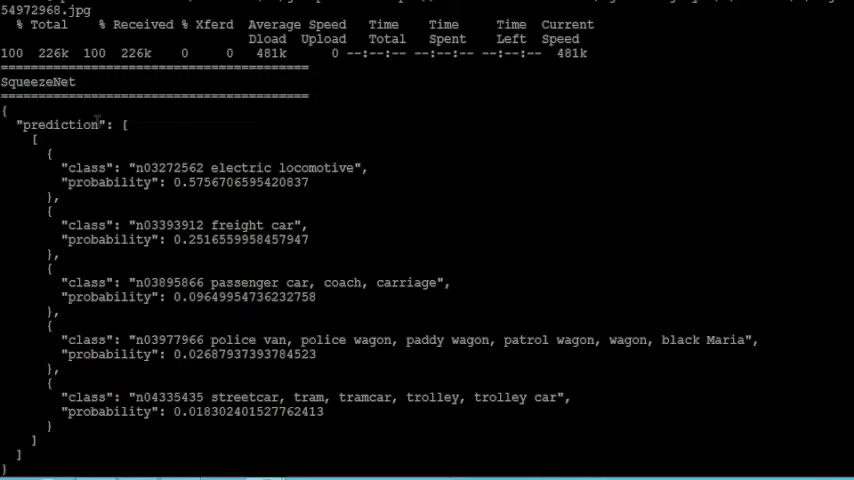 54972968.jpg
% Total % Received % Xferd Average Speed Time Time Time Current
Dload Upload Total Spent Left Speed
100 226k 100 226k 0 0 481k 0 --:--:-- --:--:-- --:--:-- 481k
========================================
SqueezeNet
========================================
{
"prediction": [
[
{
"class": "n03272562 electric locomotive",
"probability": 0.5756706595420837
},
{
"class": "n03393912 freight car",
"probability": 0.2516559958457947
},
{
"class": "n03895866 passenger car, coach, carriage",
"probability": 0.09649954736232758
},
{
"class": "n03977966 police van, police wagon, paddy wagon, patrol wagon, wagon, black Maria",
"probability": 0.02687937393784523
},
{
"class": "n04335435 streetcar, tram, tramcar, trolley, trolley car",
"probability": 0.018302401527762413
}
]
]
}